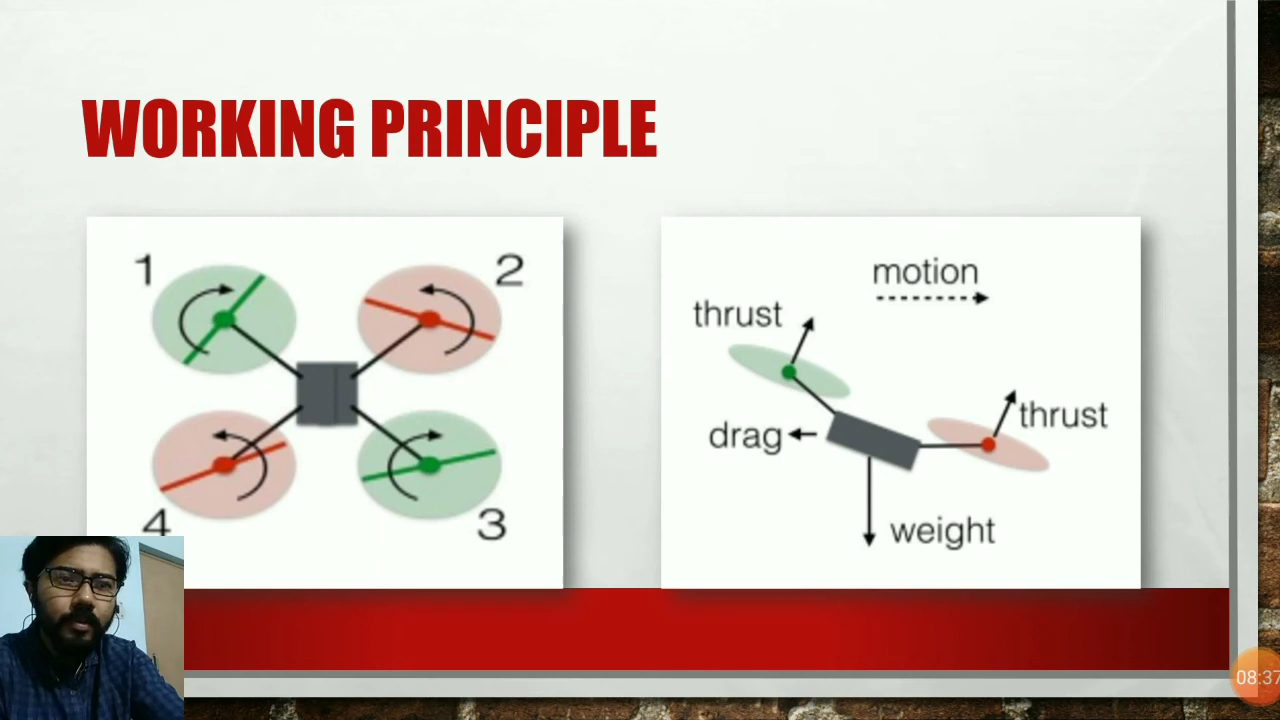 WORKING PRINCIPLE
1
2
4
3
motion
thrust
thrust
drag
weight
08:37